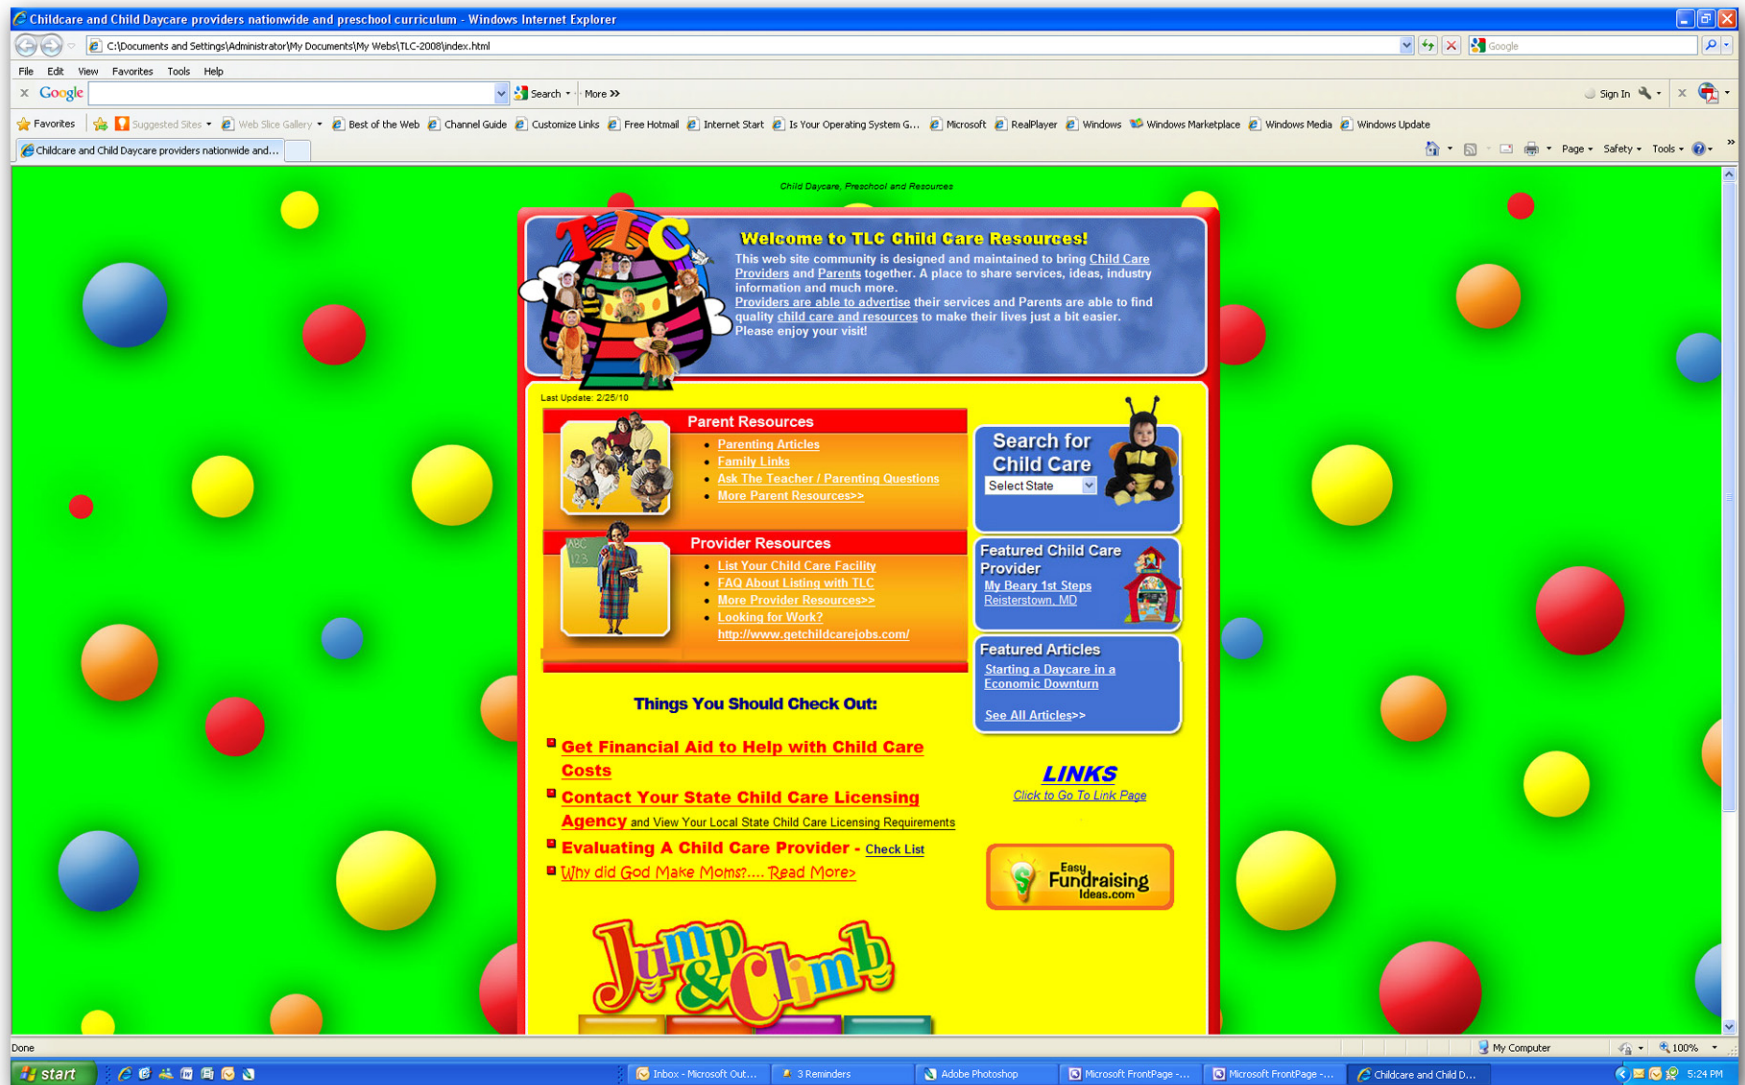 Childcare and Child Daycare providers nationwide and preschool curriculum - Windows Internet Explorer
C:\Documents and Settings\Administrator\My Documents\My Webs\TLC-2008\index.html
Google
File Edit View Favorites Tools Help
x Google Search More >> Sign In x
Favorites Suggested Sites Web Slice Gallery Best of the Web Channel Guide Customize Links Free Hotmail Internet Start Is Your Operating System G... Microsoft RealPlayer Windows Windows Marketplace Windows Media Windows Update
Childcare and Child Daycare providers nationwide and... Page Safety Tools >>
Child Daycare, Preschool and Resources
TLC
Welcome to TLC Child Care Resources!
This web site community is designed and maintained to bring Child Care
Providers and Parents together. A place to share services, ideas, industry
information and much more.
Providers are able to advertise their services and Parents are able to find
quality child care and resources to make their lives just a bit easier.
Please enjoy your visit!
Last Update: 2/25/10
Parent Resources
Parenting Articles
Family Links
Ask The Teacher / Parenting Questions
More Parent Resources>>
ABC
123
Provider Resources
List Your Child Care Facility
FAQ About Listing with TLC
More Provider Resources>>
Looking for Work?
http://www.getchildcarejobs.com/
Search for
Child Care
Select State
Featured Child Care
Provider
My Beary 1st Steps
Reisterstown, MD
Featured Articles
Starting a Daycare in a
Economic Downturn
See All Articles>>
Things You Should Check Out:
Get Financial Aid to Help with Child Care
Costs
Contact Your State Child Care Licensing
Agency and View Your Local State Child Care Licensing Requirements
Evaluating A Child Care Provider - Check List
Why did God Make Moms?.... Read More>
LINKS
Click to Go To Link Page
Easy
Fundraising
Ideas.com
Jump
&Climb
Done My Computer 100%
start Inbox - Microsoft Out... 3 Reminders Adobe Photoshop Microsoft FrontPage -... Microsoft FrontPage -... Childcare and Child D... 5:24 PM